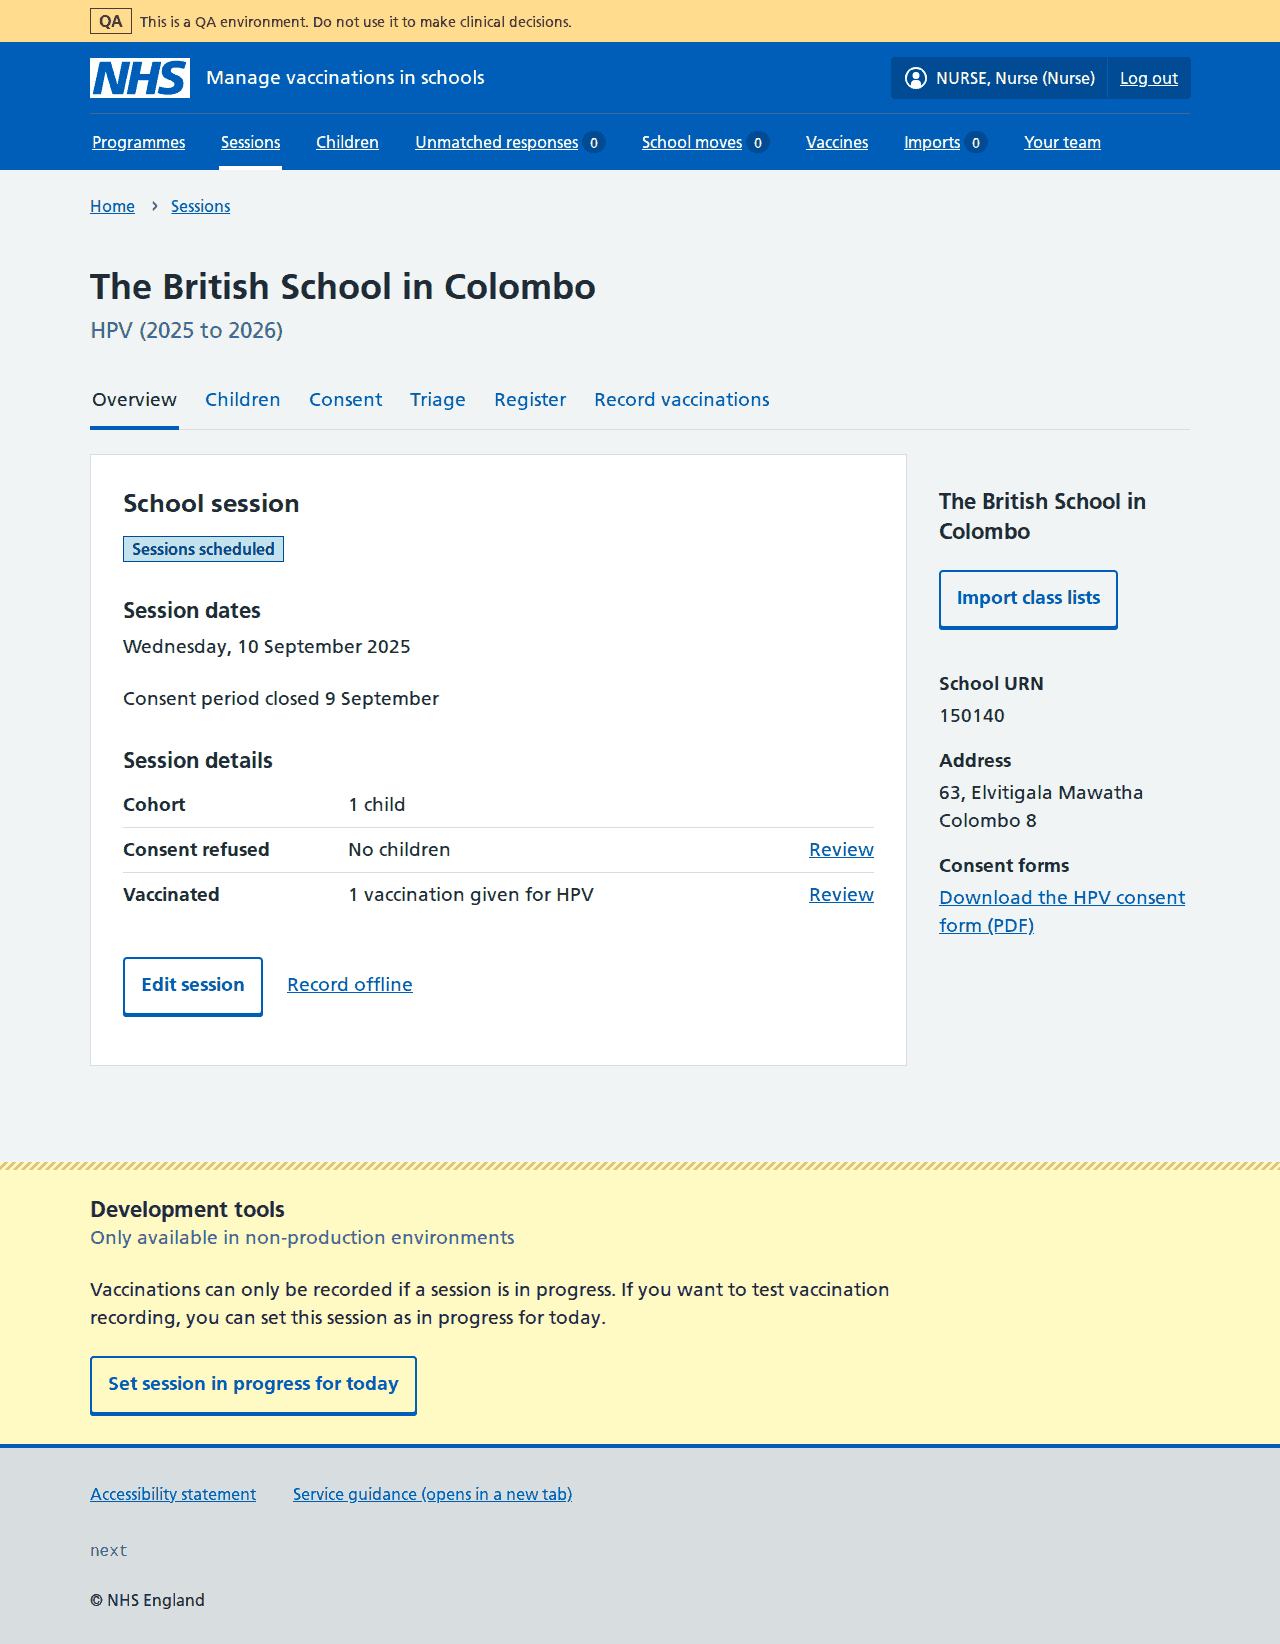 QA This is a QA environment. Do not use it to make clinical decisions.
NHS Manage vaccinations in schools NURSE, Nurse (Nurse) Log out
Programmes Sessions Children Unmatched responses 0 School moves 0 Vaccines Imports 0 Your team
Home › Sessions
The British School in Colombo
HPV (2025 to 2026)
Overview Children Consent Triage Register Record vaccinations
School session
Sessions scheduled
Session dates
Wednesday, 10 September 2025
Consent period closed 9 September
Session details
Cohort 1 child
Consent refused No children Review
Vaccinated 1 vaccination given for HPV Review
Edit session Record offline
The British School in
Colombo
Import class lists
School URN
150140
Address
63, Elvitigala Mawatha
Colombo 8
Consent forms
Download the HPV consent
form (PDF)
Development tools
Only available in non-production environments
Vaccinations can only be recorded if a session is in progress. If you want to test vaccination
recording, you can set this session as in progress for today.
Set session in progress for today
Accessibility statement Service guidance (opens in a new tab)
next
© NHS England